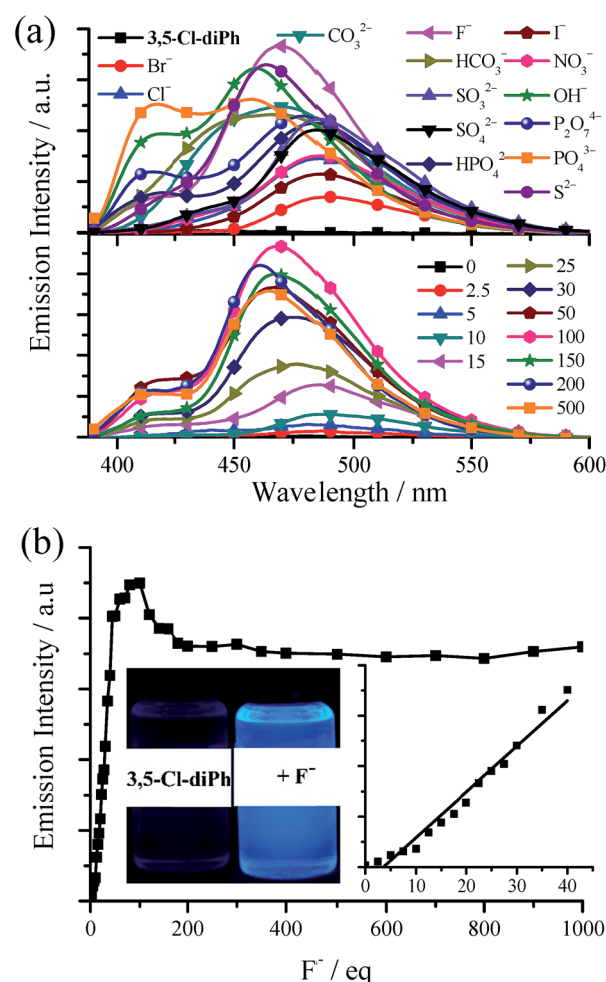 (a)
3,5-Cl-diPh
Br⁻
Cl⁻
CO₃²⁻
F⁻
HCO₃⁻
SO₃²⁻
SO₄²⁻
HPO₄²
I⁻
NO₃⁻
OH⁻
P₂O₇⁴⁻
PO₄³⁻
S²⁻
Emission Intensity / a.u.
0
2.5
5
10
15
25
30
50
100
150
200
500
400 450 500 550 600
Wavelength / nm
(b)
Emission Intensity / a.u
3,5-Cl-diPh
+ F⁻
0 10 20 30 40
0 200 400 600 800 1000
F⁻ / eq